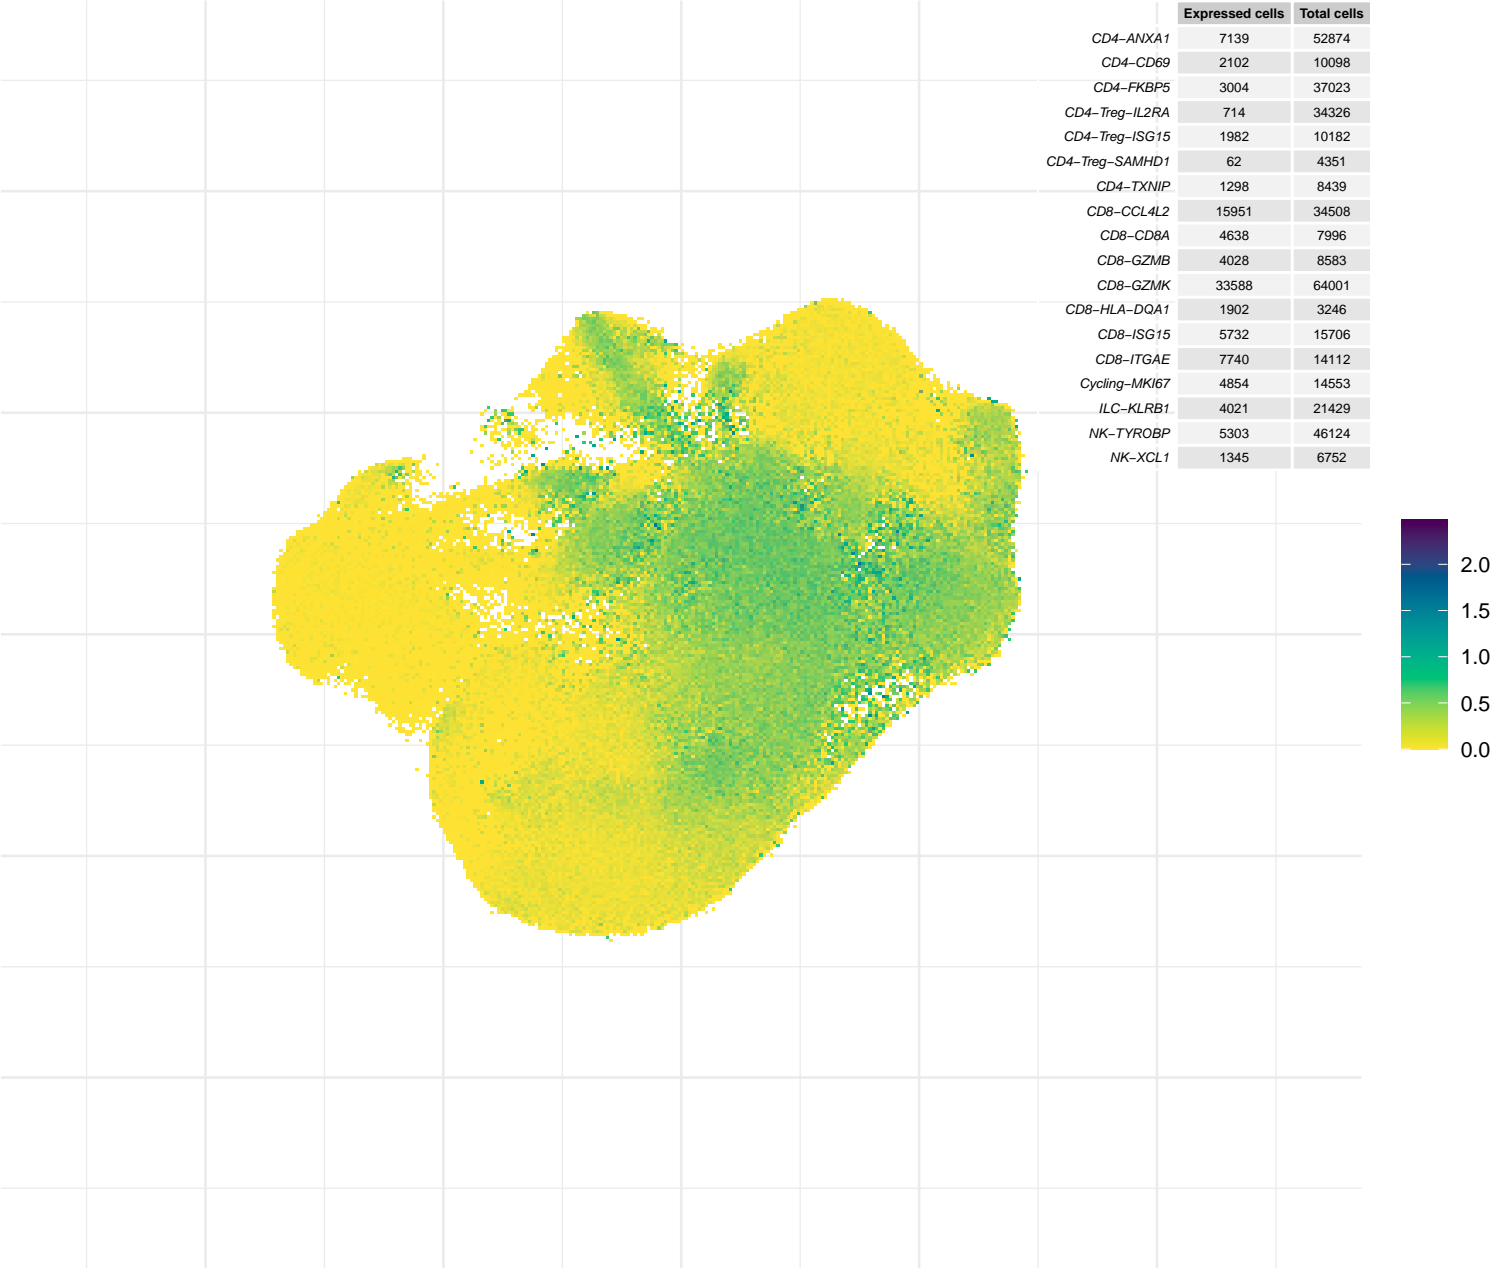 Expressed cells Total cells
CD4−ANXA1 7139 52874
CD4−CD69 2102 10098
CD4−FKBP5 3004 37023
CD4−Treg−IL2RA 714 34326
CD4−Treg−ISG15 1982 10182
CD4−Treg−SAMHD1 62 4351
CD4−TXNIP 1298 8439
CD8−CCL4L2 15951 34508
CD8−CD8A 4638 7996
CD8−GZMB 4028 8583
CD8−GZMK 33588 64001
CD8−HLA−DQA1 1902 3246
CD8−ISG15 5732 15706
CD8−ITGAE 7740 14112
Cycling−MKI67 4854 14553
ILC−KLRB1 4021 21429
NK−TYROBP 5303 46124
NK−XCL1 1345 6752
2.0
1.5
1.0
0.5
0.0